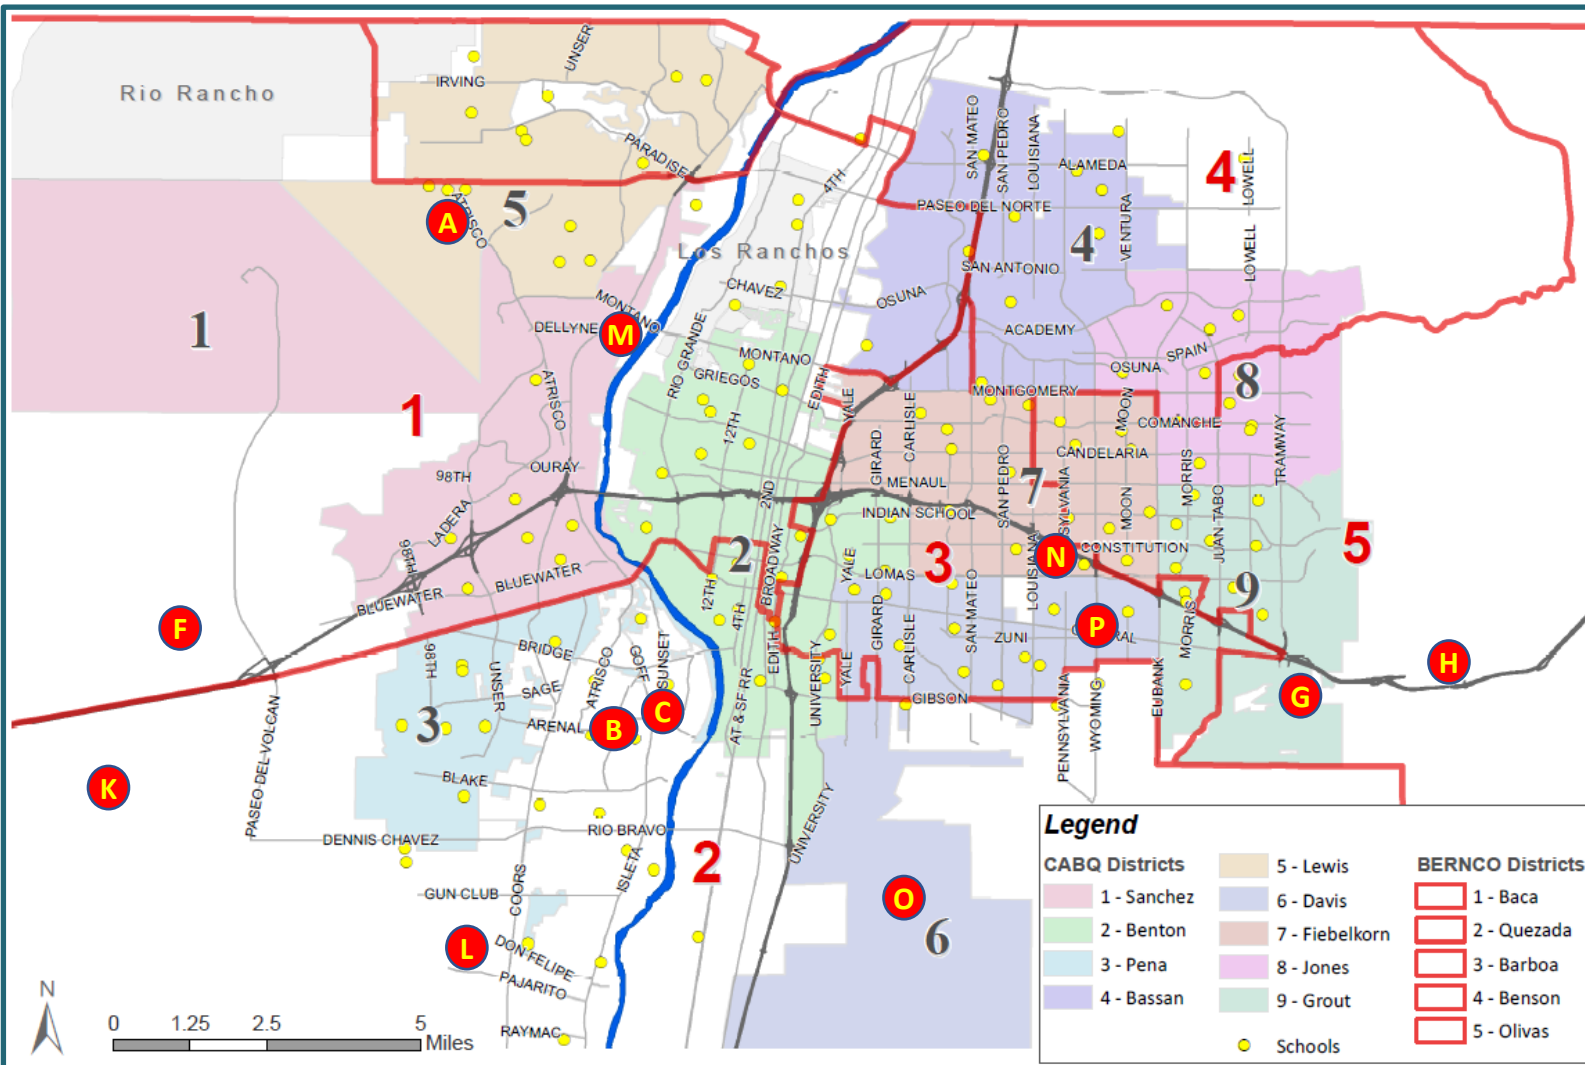 UNSER
IRVING
Rio Rancho
PARADISE
4TH
SAN MATEO
SAN PEDRO
LOUISIANA
ALAMEDA
4
LOWELL
PASEO DEL NORTE
VENTURA
4
ATRISCO
A
5
Los Ranchos
SAN ANTONIO
LOWELL
CHAVEZ
OSUNA
1
MONTANO
DELLYNE
M
RIO GRANDE
ACADEMY
MONTANO
SPAIN
OSUNA
GRIEGOS
EDITH
YALE
MONTGOMERY
8
ATRISCO
1
12TH
CARLISLE
GIRARD
MOON
COMANCHE
TRAMWAY
CANDELARIA
OURAY
98TH
MENAUL
SAN PEDRO
7
MORRIS
2ND
LADERA
INDIAN SCHOOL
SYLVANIA
MOON
JUAN TABO
98TH
BROADWAY
2
YALE
3
LOUISIANA
N
CONSTITUTION
5
BLUEWATER
BLUEWATER
LOMAS
9
12TH
4TH
GIRARD
CARLISLE
SAN MATEO
MORRIS
F
BRIDGE
GOFF
SUNSET
EDITH
ZUNI
P
98TH
UNSER
SAGE
ATRISCO
AT & SF RR
UNIVERSITY
YALE
GIBSON
PENNSYLVANIA
WYOMING
EUBANK
H
G
3
ARENAL
B
C
PASEO DEL VOLCAN
K
BLAKE
UNIVERSITY
DENNIS CHAVEZ
RIO BRAVO
2
ISLETA
GUN CLUB
COORS
O
6
L
DON FELIPE
PAJARITO
RAYMAC
N
0 1.25 2.5 5
Miles
Legend
CABQ Districts
1 - Sanchez
2 - Benton
3 - Pena
4 - Bassan
5 - Lewis
6 - Davis
7 - Fiebelkorn
8 - Jones
9 - Grout
Schools
BERNCO Districts
1 - Baca
2 - Quezada
3 - Barboa
4 - Benson
5 - Olivas